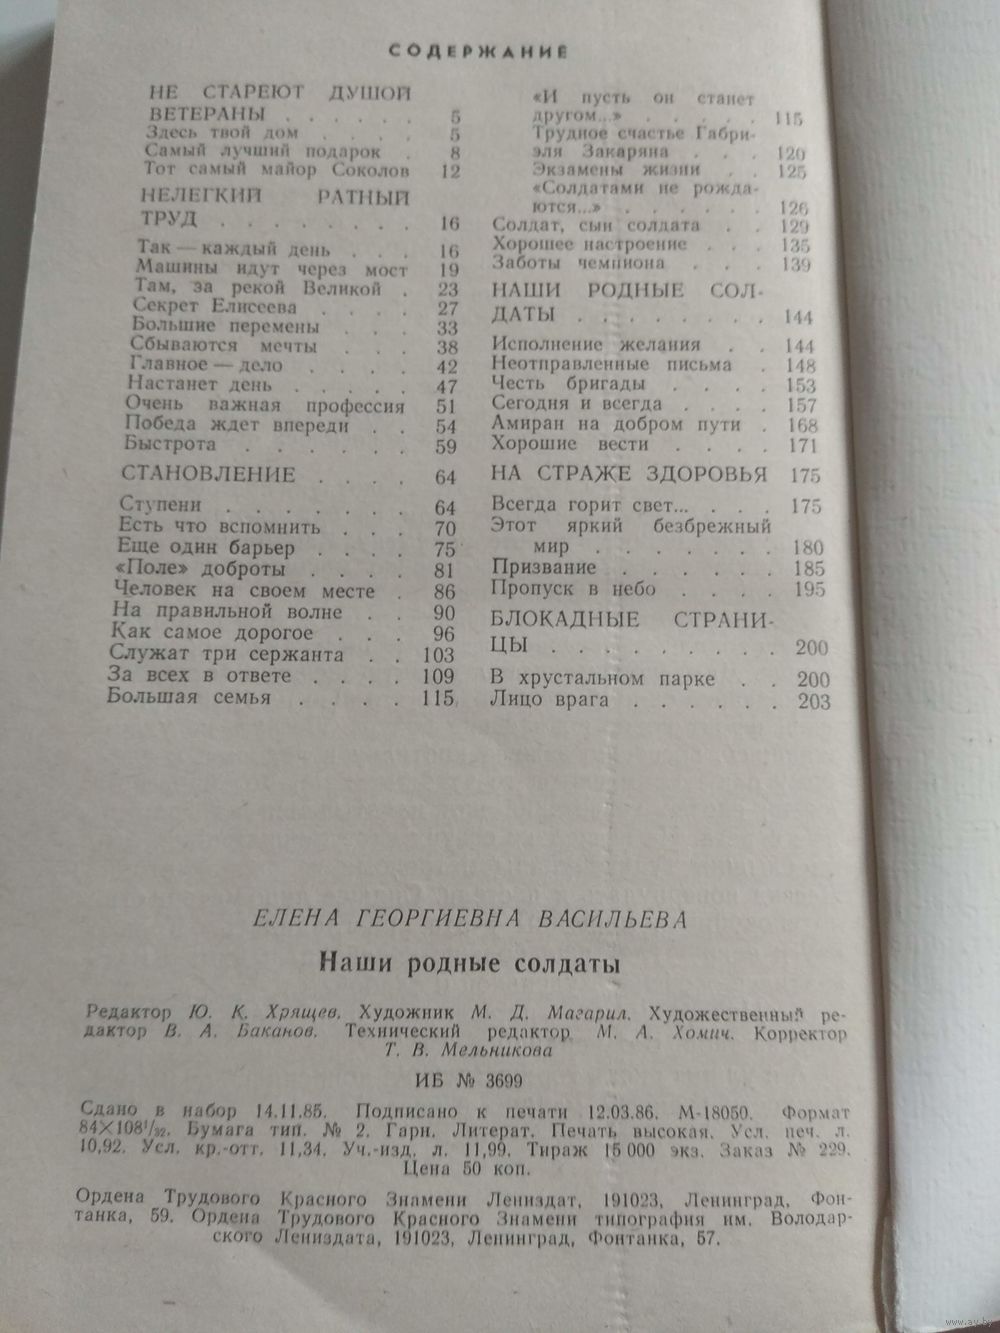 СОДЕРЖАНИЕ
НЕ СТАРЕЮТ ДУШОЙ
ВЕТЕРАНЫ . . . . . . 5
Здесь твой дом . . . . 5
Самый лучший подарок . 8
Тот самый майор Соколов 12
НЕЛЕГКИЙ РАТНЫЙ
ТРУД . . . . . . . . 16
Так — каждый день . . . 16
Машины идут через мост 19
Там, за рекой Великой . 23
Секрет Елисеева . . . . 27
Большие перемены . . . 33
Сбываются мечты . . . 38
Главное — дело . . . . 42
Настанет день . . . . . 47
Очень важная профессия 51
Победа ждет впереди . . 54
Быстрота . . . . . . 59
СТАНОВЛЕНИЕ . . . . 64
Ступени . . . . . . . 64
Есть что вспомнить . . . 70
Еще один барьер . . . . 75
«Поле» доброты . . . . 81
Человек на своем месте . 86
На правильной волне . . 90
Как самое дорогое . . . 96
Служат три сержанта . . 103
За всех в ответе . . . . 109
Большая семья . . . . 115
«И пусть он станет
другом...» . . . . . 115
Трудное счастье Габри-
эля Закаряна . . . 120
Экзамены жизни . . 125
«Солдатами не рожда-
ются...» . . . . . . 126
Солдат, сын солдата . . 129
Хорошее настроение . . . 135
Заботы чемпиона . . . 139
НАШИ РОДНЫЕ СОЛ-
ДАТЫ . . . . . . . . 144
Исполнение желания . . 144
Неотправленные письма . 148
Честь бригады . . . . 153
Сегодня и всегда . . . . 157
Амиран на добром пути . 168
Хорошие вести . . . . 171
НА СТРАЖЕ ЗДОРОВЬЯ 175
Всегда горит свет... . . . 175
Этот яркий безбрежный
мир . . . . . . . 180
Призвание . . . . . . 185
Пропуск в небо . . . . 195
БЛОКАДНЫЕ СТРАНИ-
ЦЫ . . . . . . . . . 200
В хрустальном парке . . 200
Лицо врага . . . . . . 203
ЕЛЕНА ГЕОРГИЕВНА ВАСИЛЬЕВА
Наши родные солдаты
Редактор Ю. К. Хрящев. Художник М. Д. Магарил. Художественный ре-
дактор В. А. Баканов. Технический редактор М. А. Хомич. Корректор
Т. В. Мельникова
ИБ № 3699
Сдано в набор 14.11.85. Подписано к печати 12.03.86. М-18050. Формат
84×108¹/₃₂. Бумага тип. № 2. Гарн. Литерат. Печать высокая. Усл. печ. л.
10,92. Усл. кр.-отт. 11,34. Уч.-изд. л. 11,99. Тираж 15 000 экз. Заказ № 229.
Цена 50 коп.
Ордена Трудового Красного Знамени Лениздат, 191023, Ленинград, Фон-
танка, 59. Ордена Трудового Красного Знамени типография им. Володар-
ского Лениздата, 191023, Ленинград, Фонтанка, 57.
www.ay.by